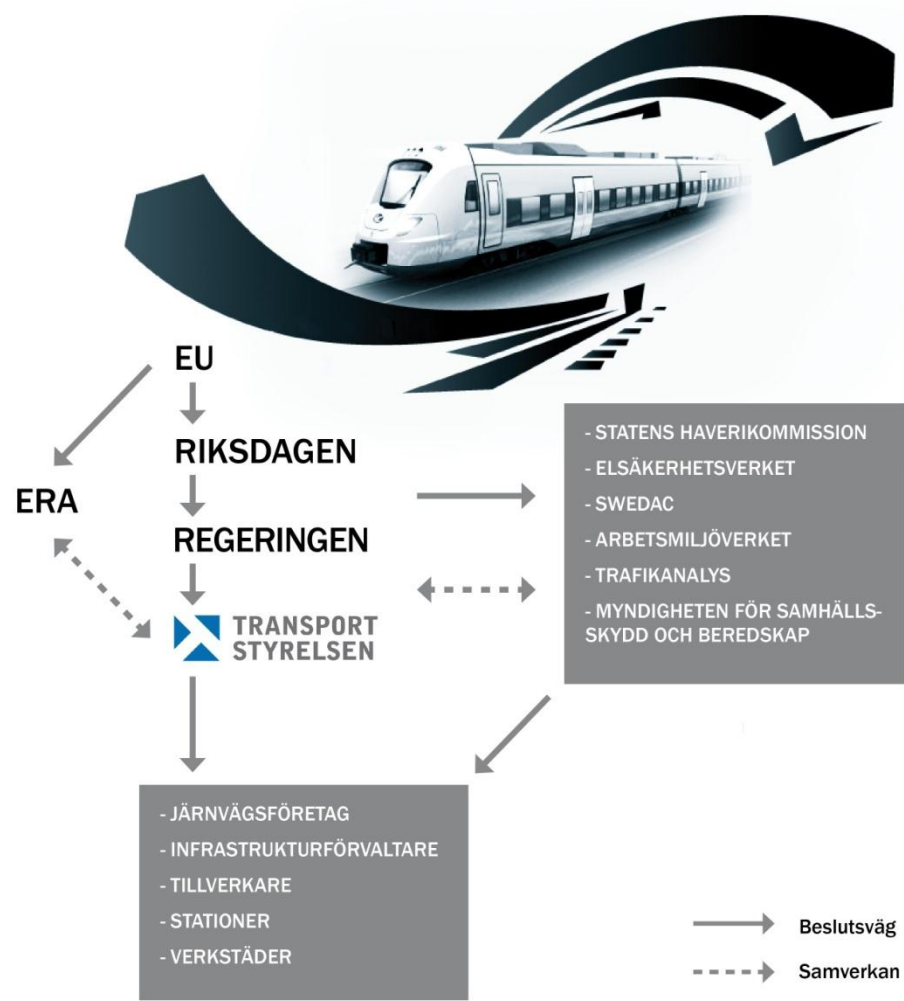 EU
RIKSDAGEN
ERA
REGERINGEN
TRANSPORT
STYRELSEN
- STATENS HAVERIKOMMISSION
- ELSÄKERHETSVERKET
- SWEDAC
- ARBETSMILJÖVERKET
- TRAFIKANALYS
- MYNDIGHETEN FÖR SAMHÄLLS-
SKYDD OCH BEREDSKAP
- JÄRNVÄGSFÖRETAG
- INFRASTRUKTURFÖRVALTARE
- TILLVERKARE
- STATIONER
- VERKSTÄDER
Beslutsväg
Samverkan